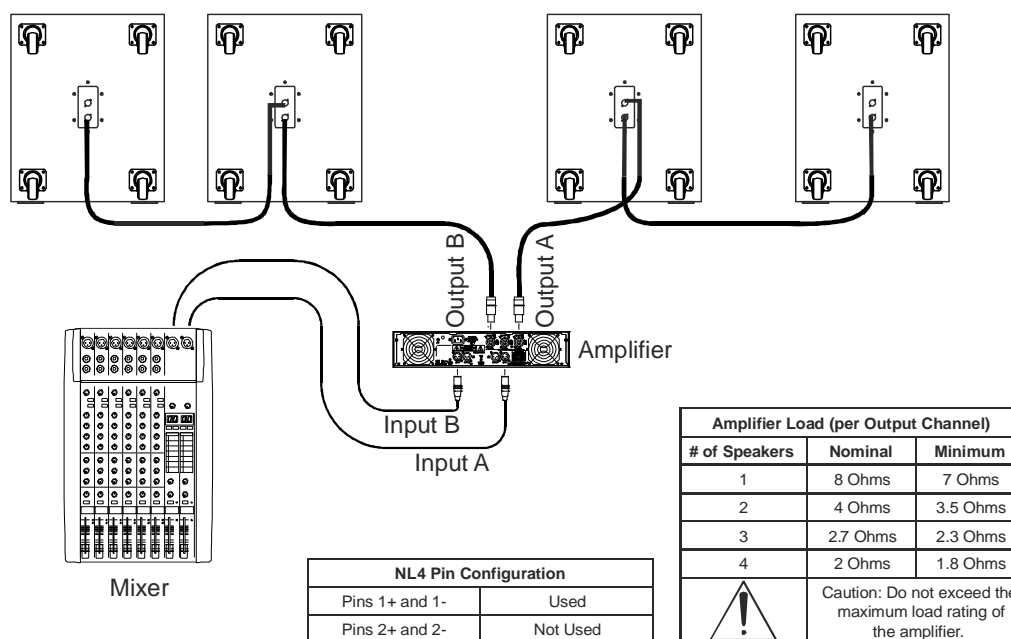 Output B
Output A
Amplifier
Input B
Input A
Mixer
Amplifier Load (per Output Channel)
# of Speakers Nominal Minimum
1 8 Ohms 7 Ohms
2 4 Ohms 3.5 Ohms
3 2.7 Ohms 2.3 Ohms
4 2 Ohms 1.8 Ohms
Caution: Do not exceed the
maximum load rating of
the amplifier.
NL4 Pin Configuration
Pins 1+ and 1- Used
Pins 2+ and 2- Not Used